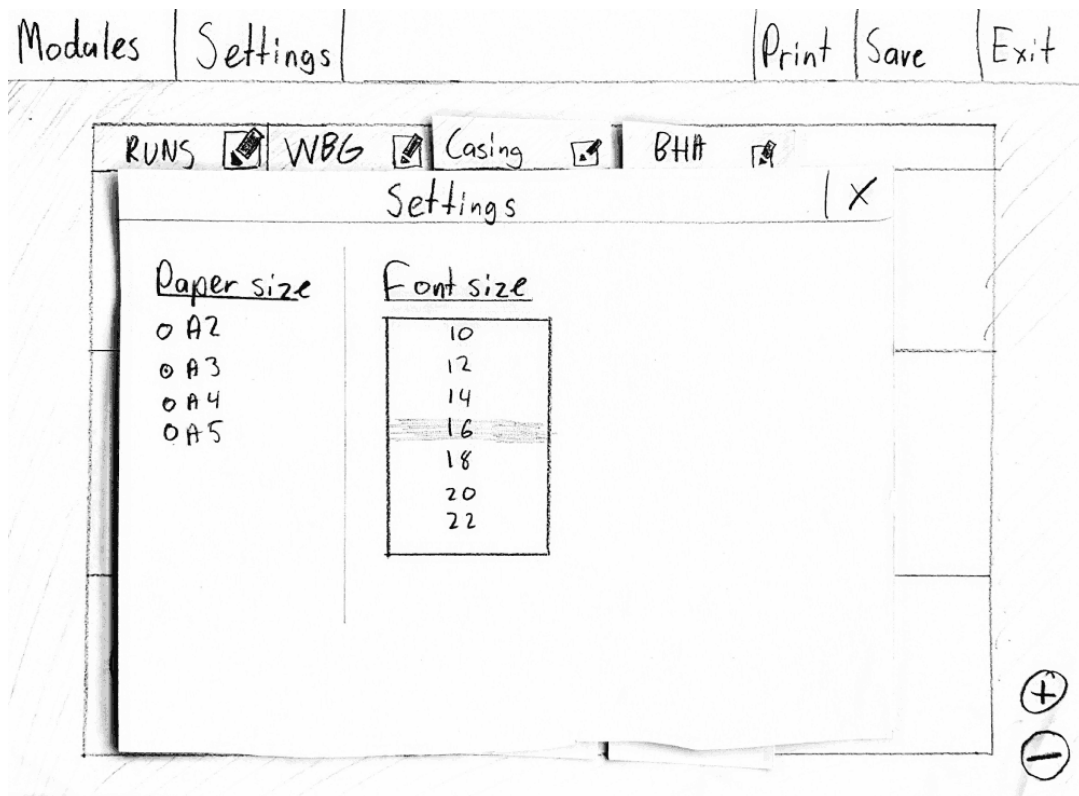 Modules Settings Print Save Exit
RUNS WBG Casing BHA
Settings X
Paper size
A2
A3
A4
A5
Font size
10
12
14
16
18
20
22
+
-